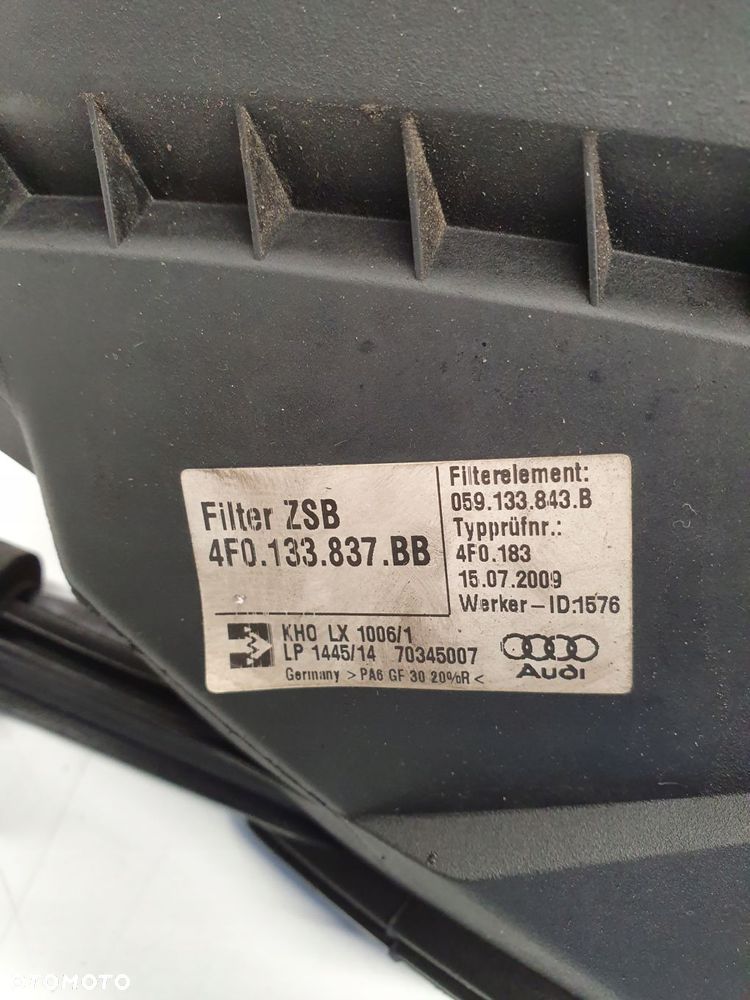 Filter ZSB
4F0.133.837.BB
Filterelement:
059.133.843.B
Typprüfnr.:
4F0.183
15.07.2009
Werker-ID:1576
KHO LX 1006/1
LP 1445/14 70345007
Germany >PA6 GF 30 20%R<
Audi
OTOMOTO